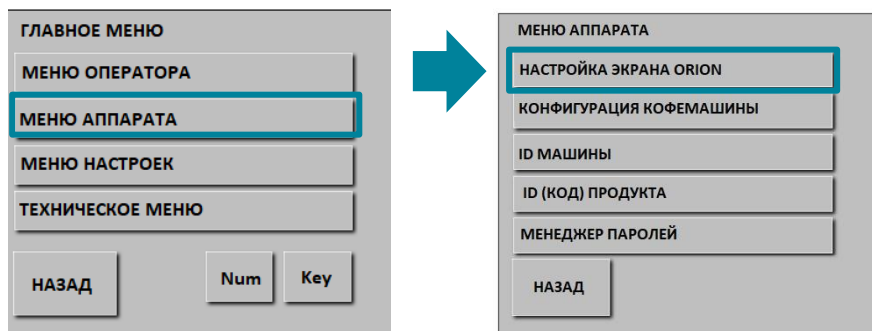 ГЛАВНОЕ МЕНЮ
МЕНЮ ОПЕРАТОРА
МЕНЮ АППАРАТА
МЕНЮ НАСТРОЕК
ТЕХНИЧЕСКОЕ МЕНЮ
НАЗАД
Num
Key
МЕНЮ АППАРАТА
НАСТРОЙКА ЭКРАНА ORION
КОНФИГУРАЦИЯ КОФЕМАШИНЫ
ID МАШИНЫ
ID (КОД) ПРОДУКТА
МЕНЕДЖЕР ПАРОЛЕЙ
НАЗАД